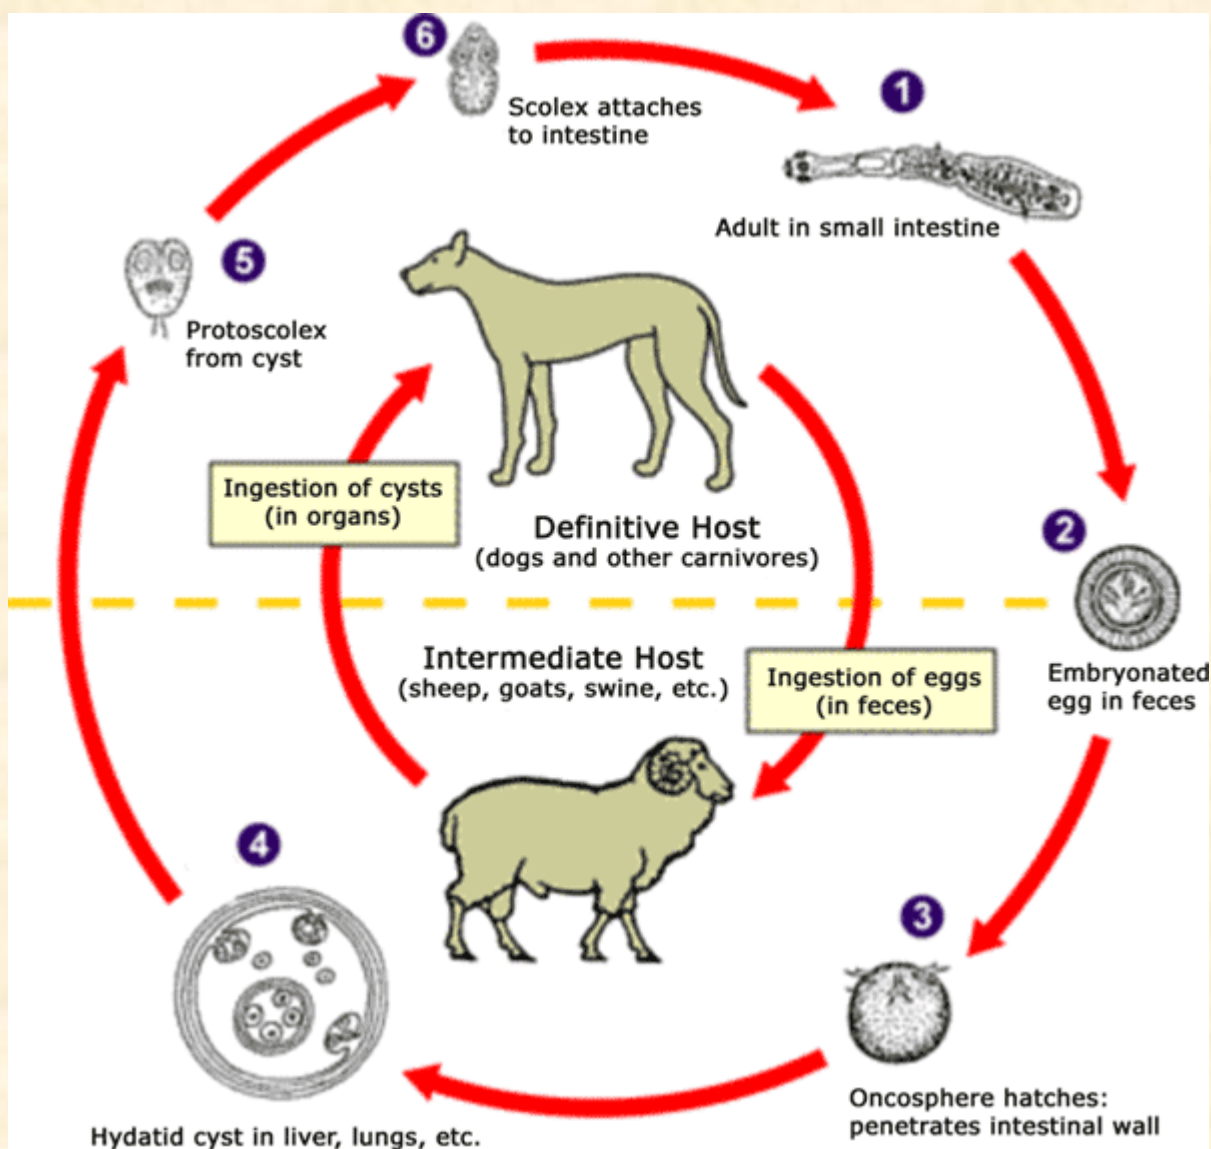 6
Scolex attaches
to intestine
1
Adult in small intestine
5
Protoscolex
from cyst
Ingestion of cysts
(in organs)
Definitive Host
(dogs and other carnivores)
2
Embryonated
egg in feces
Intermediate Host
(sheep, goats, swine, etc.)
Ingestion of eggs
(in feces)
4
Hydatid cyst in liver, lungs, etc.
3
Oncosphere hatches:
penetrates intestinal wall